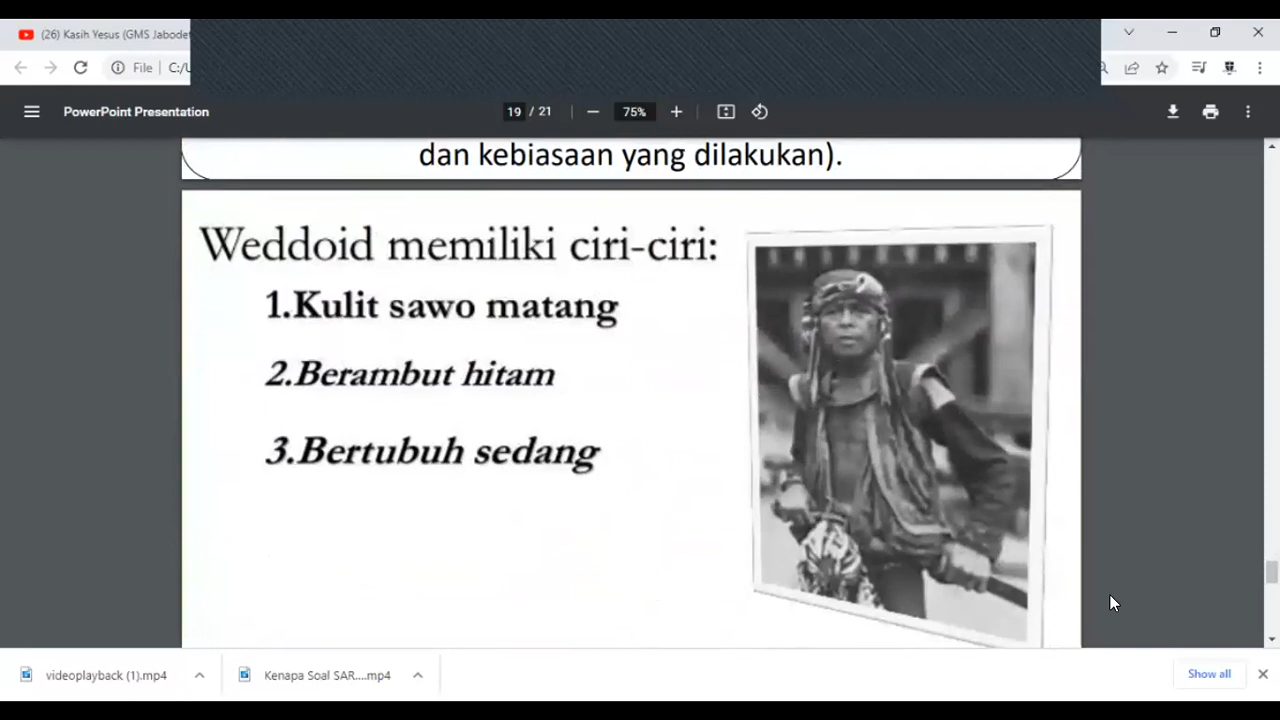 (26) Kasih Yesus (GMS Jabodet
File
C:/U
PowerPoint Presentation
19 / 21
75%
dan kebiasaan yang dilakukan).
Weddoid memiliki ciri-ciri:
1.Kulit sawo matang
2.Berambut hitam
3.Bertubuh sedang
videoplayback (1).mp4
Kenapa Soal SAR....mp4
Show all